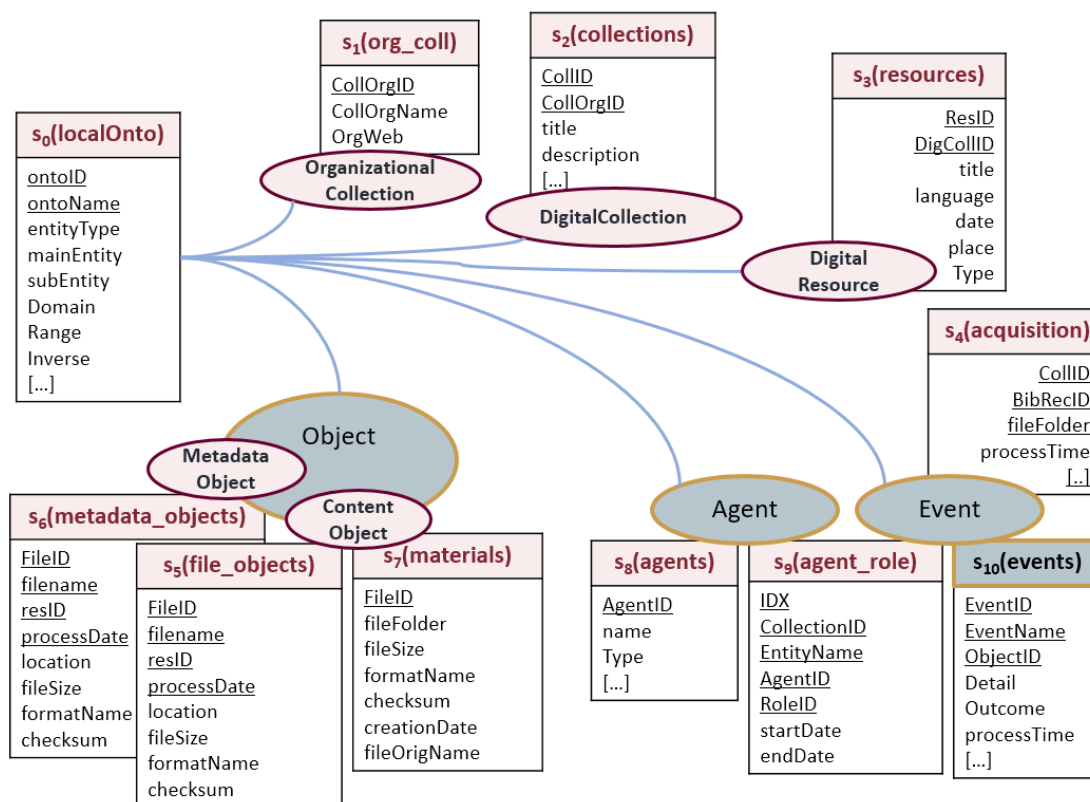 s0(localOnto)
ontoID
ontoName
entityType
mainEntity
subEntity
Domain
Range
Inverse
[...]
s1(org_coll)
CollOrgID
CollOrgName
OrgWeb
Organizational
Collection
s2(collections)
CollID
CollOrgID
title
description
[...]
DigitalCollection
s3(resources)
ResID
DigCollID
title
language
date
place
Type
Digital
Resource
s4(acquisition)
CollID
BibRecID
fileFolder
processTime
[..]
Object
Metadata
Object
Content
Object
Agent
Event
s6(metadata_objects)
FileID
filename
resID
processDate
location
fileSize
formatName
checksum
s5(file_objects)
FileID
filename
resID
processDate
location
fileSize
formatName
checksum
s7(materials)
FileID
fileFolder
fileSize
formatName
checksum
creationDate
fileOrigName
s8(agents)
AgentID
name
Type
[...]
s9(agent_role)
IDX
CollectionID
EntityName
AgentID
RoleID
startDate
endDate
s10(events)
EventID
EventName
ObjectID
Detail
Outcome
processTime
[...]